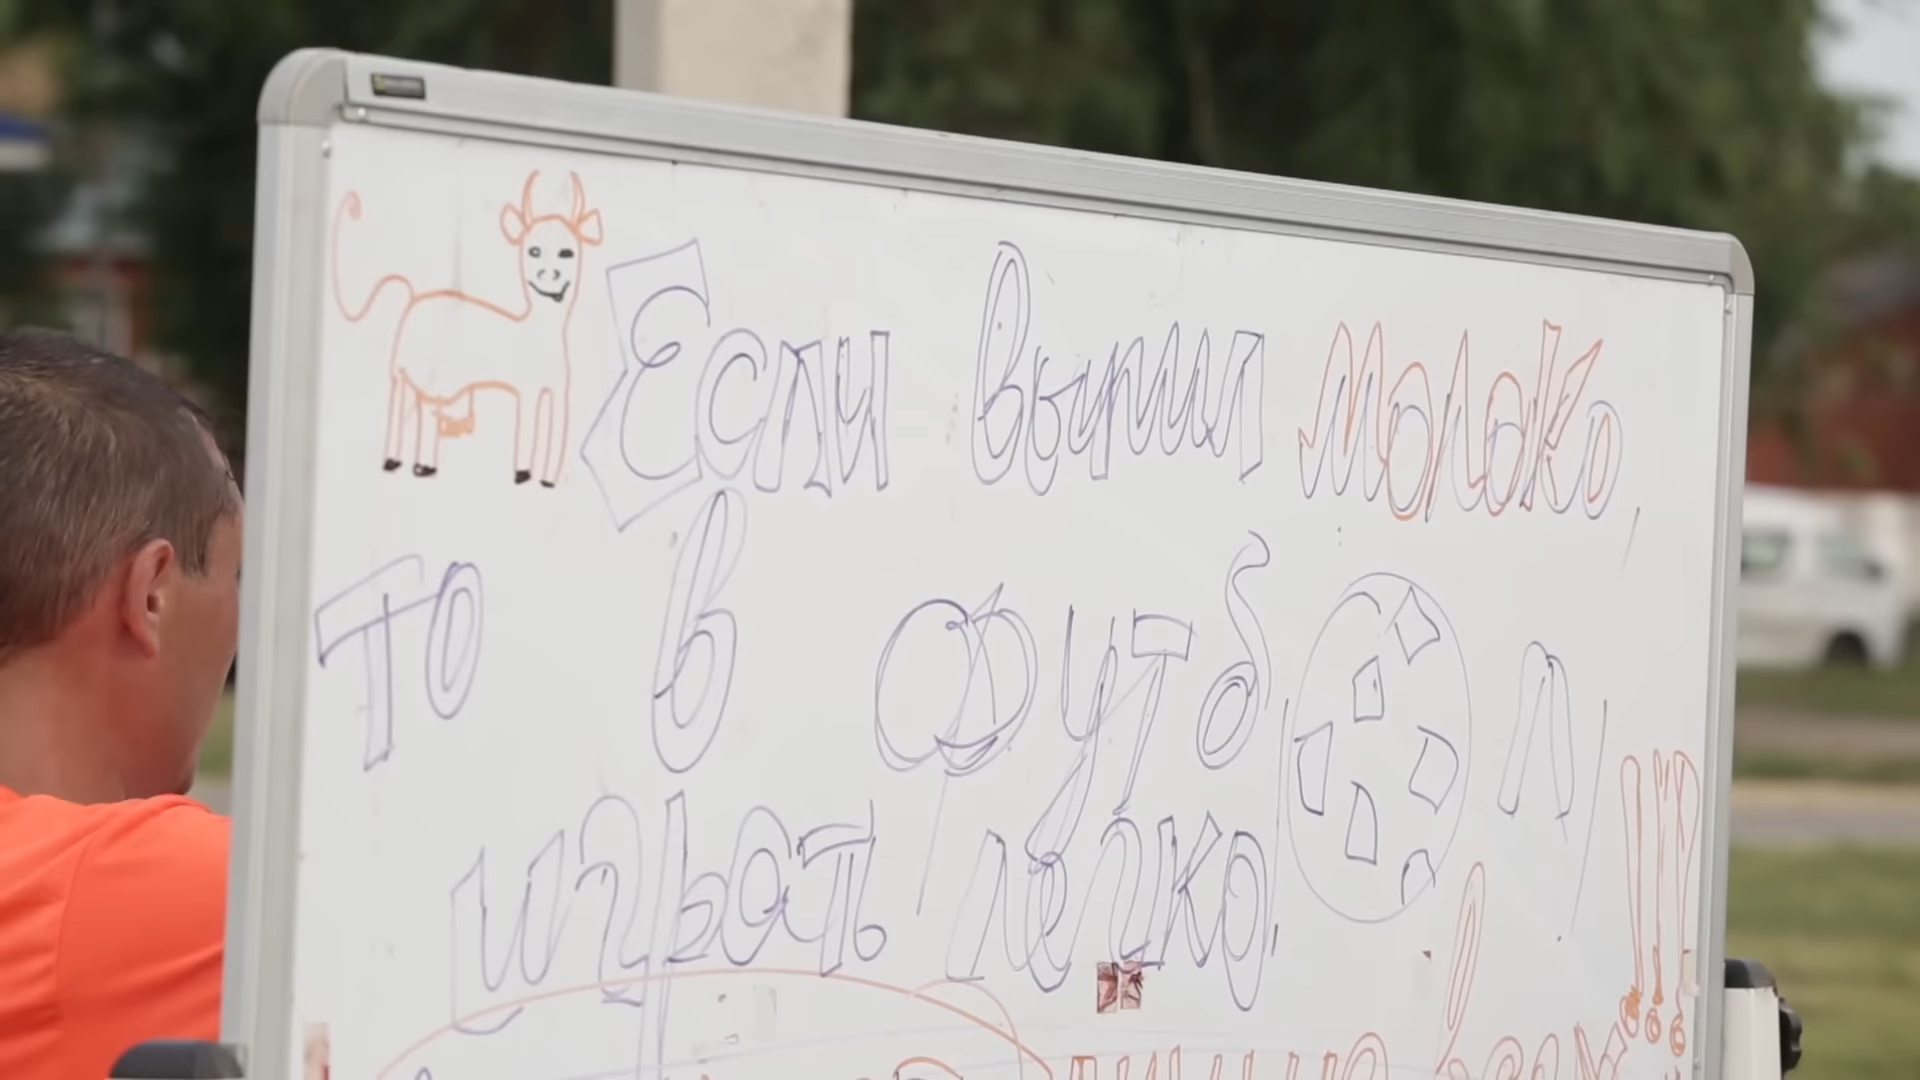 Если выпил молоко,
то в футбол
играть легко!